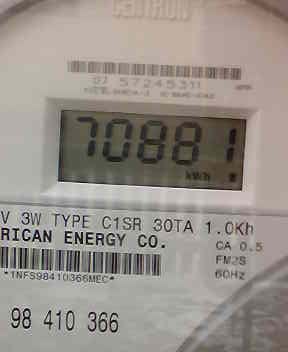 CENTRON
57245311
70881
kWh
V 3W TYPE C1SR 30TA 1.0Kh
RICAN ENERGY CO.
CA 0.5
FM2S
*1NFS98410366MEC*
60Hz
98 410 366